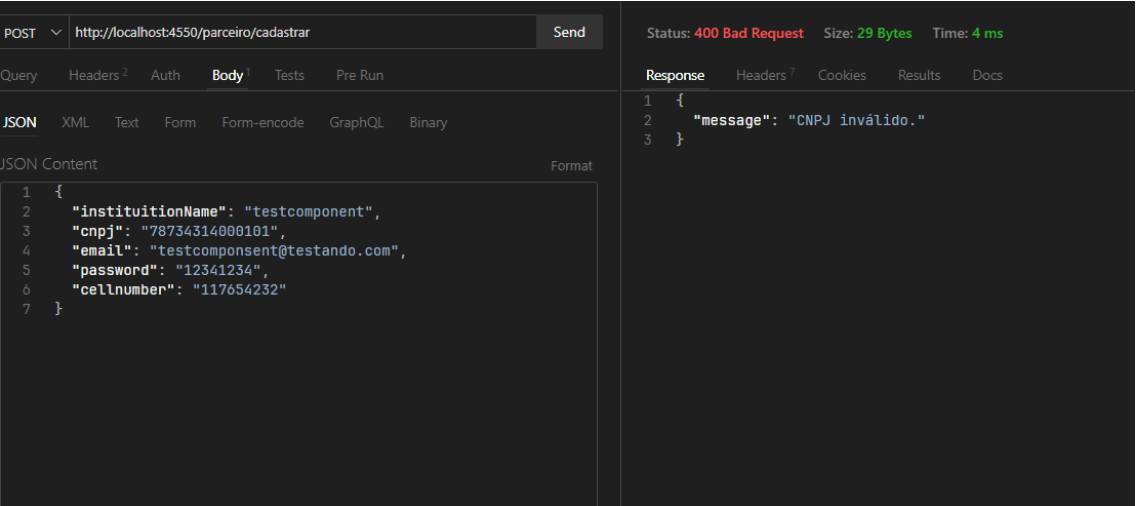 POST http://localhost:4550/parceiro/cadastrar Send
Query Headers 2 Auth Body 1 Tests Pre Run
JSON XML Text Form Form-encode GraphQL Binary
JSON Content Format
1 {
2 "instituitionName": "testcomponent",
3 "cnpj": "78734314000101",
4 "email": "testcomponsent@testando.com",
5 "password": "12341234",
6 "cellnumber": "117654232"
7 }
Status: 400 Bad Request Size: 29 Bytes Time: 4 ms
Response Headers 7 Cookies Results Docs
1 {
2 "message": "CNPJ inválido."
3 }